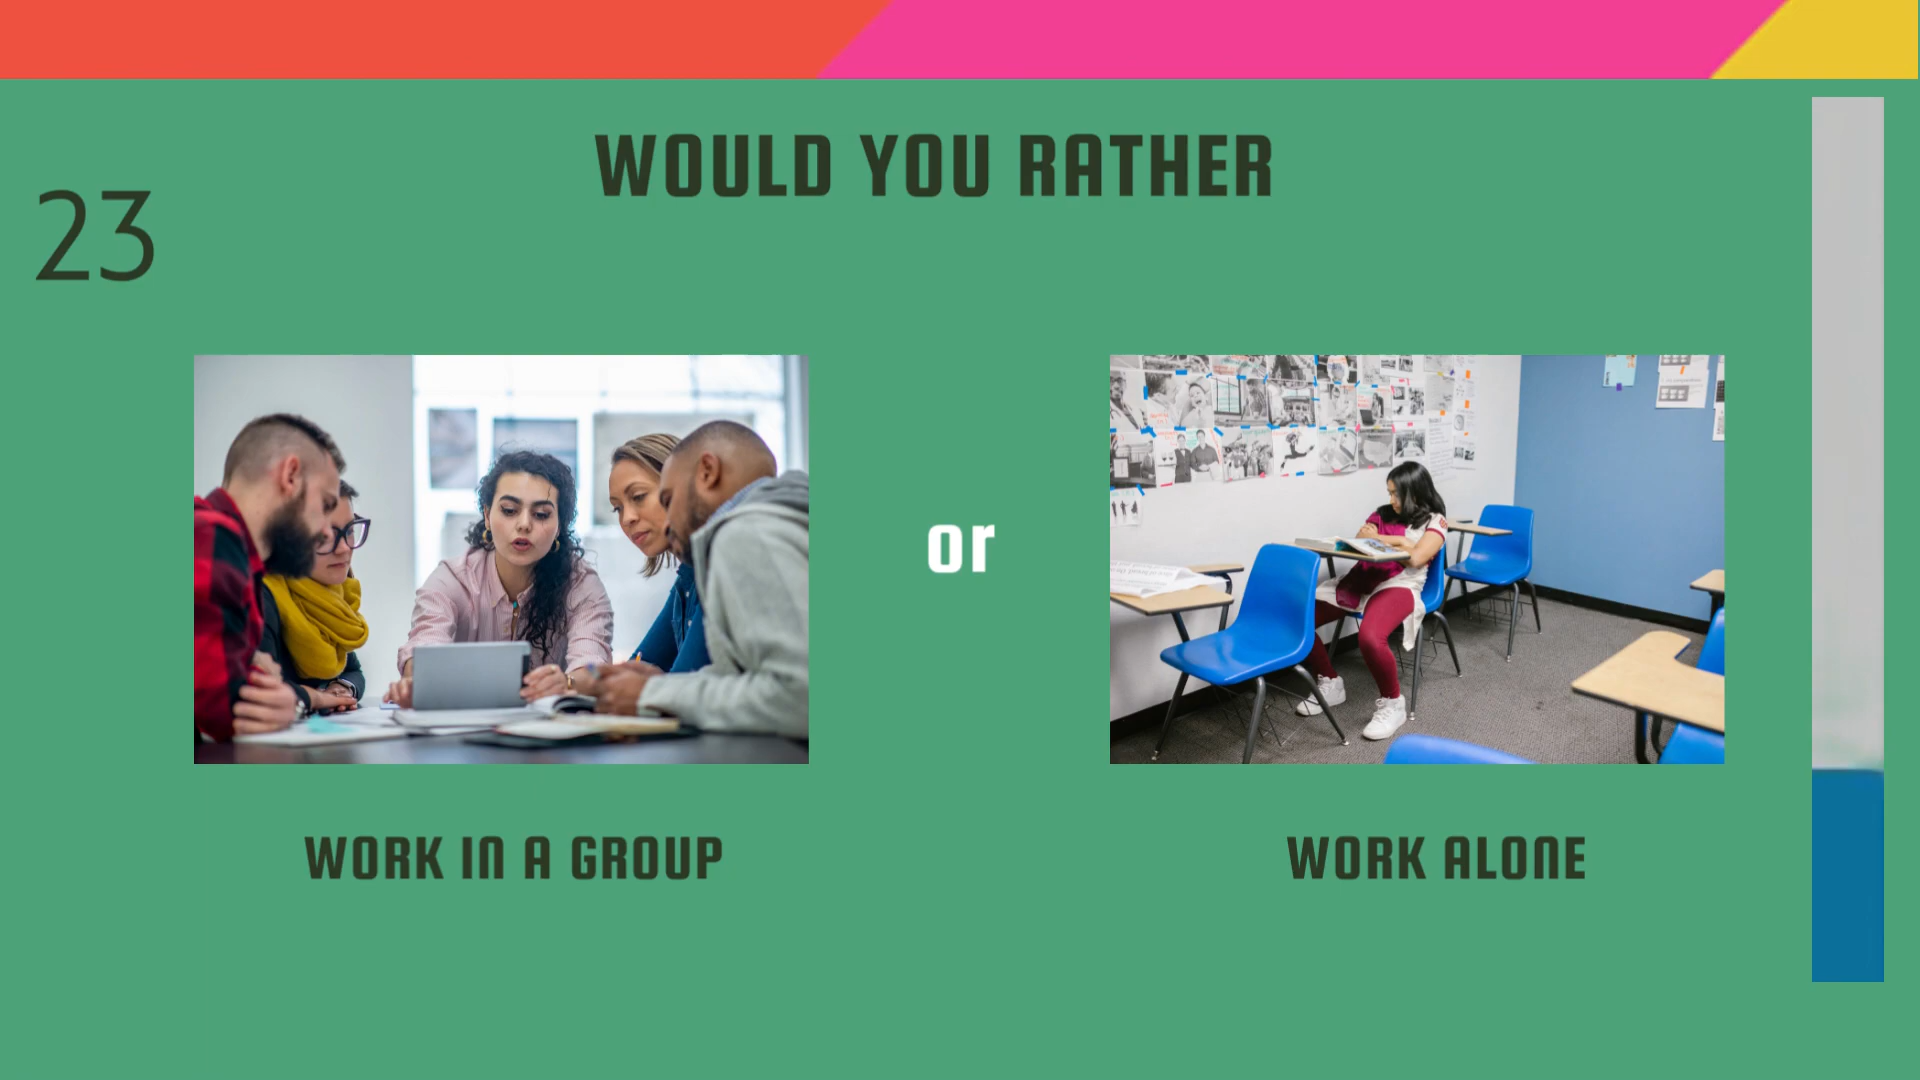 WOULD YOU RATHER
23
or
WORK IN A GROUP
WORK ALONE